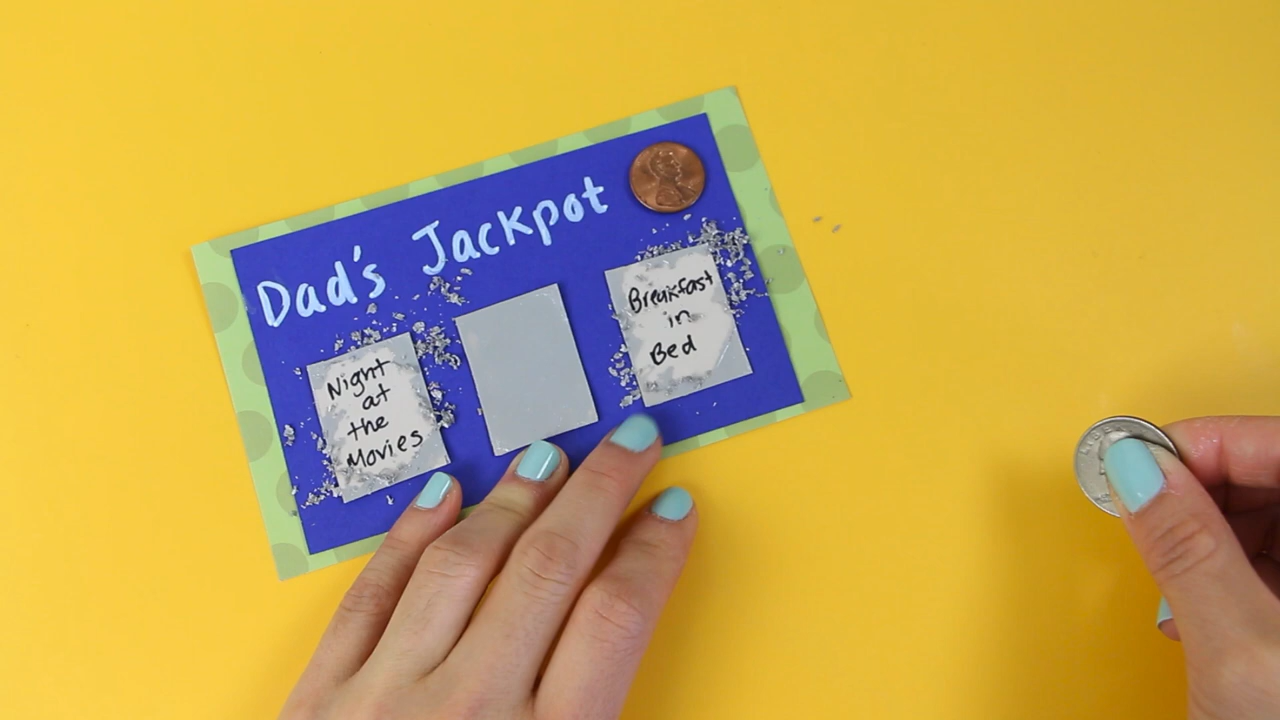 Dad's Jackpot
Night
at
the
Movies
Breakfast
in
Bed